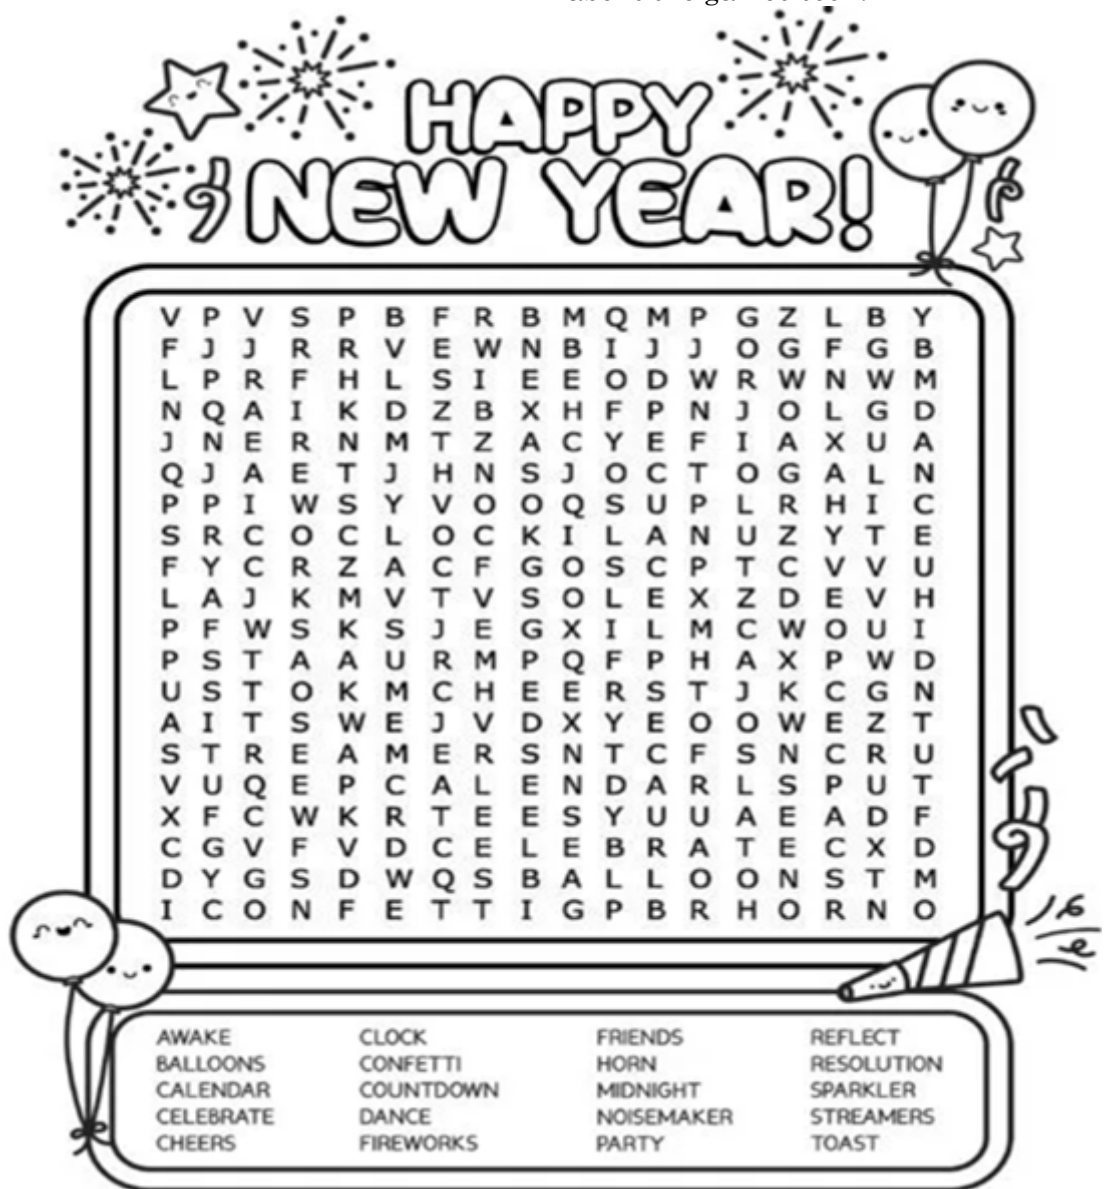 HAPPY
NEW YEAR!
V P V S P B F R B M Q M P G Z L B Y
F J J R R V E W N B I J J O G F G B
L P R F H L S I E E O D W R W N W M
N Q A I K D Z B X H F P N J O L G D
J N E R N M T Z A C Y E F I A X U A
Q J A E T J H N S J O C T O G A L N
P P I W S Y V O O Q S U P L R H I C
S R C O C L O C K I L A N U Z Y T E
F Y C R Z A C F G O S C P T C V V U
L A J K M V T V S O L E X Z D E V H
P F W S K S J E G X I L M C W O U I
P S T A A U R M P Q F P H A X P W D
U S T O K M C H E E R S T J K C G N
A I T S W E J V D X Y E O O W E Z T
S T R E A M E R S N T C F S N C R U
V U Q E P C A L E N D A R L S P U T
X F C W K R T E E S Y U U A E A D F
C G V F V D C E L E B R A T E C X D
D Y G S D W Q S B A L L O O N S T M
I C O N F E T T I G P B R H O R N O
AWAKE CLOCK FRIENDS REFLECT
BALLOONS CONFETTI HORN RESOLUTION
CALENDAR COUNTDOWN MIDNIGHT SPARKLER
CELEBRATE DANCE NOISEMAKER STREAMERS
CHEERS FIREWORKS PARTY TOAST